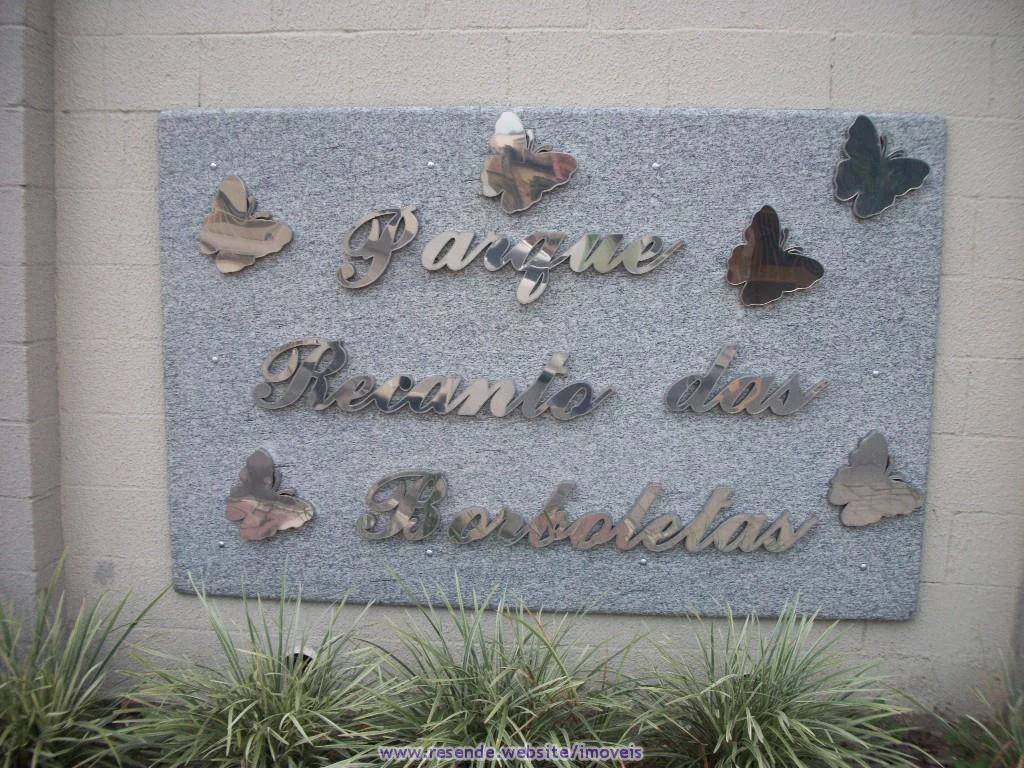 Parque
Recanto das
Borboletas
www.resende.website/imoveis